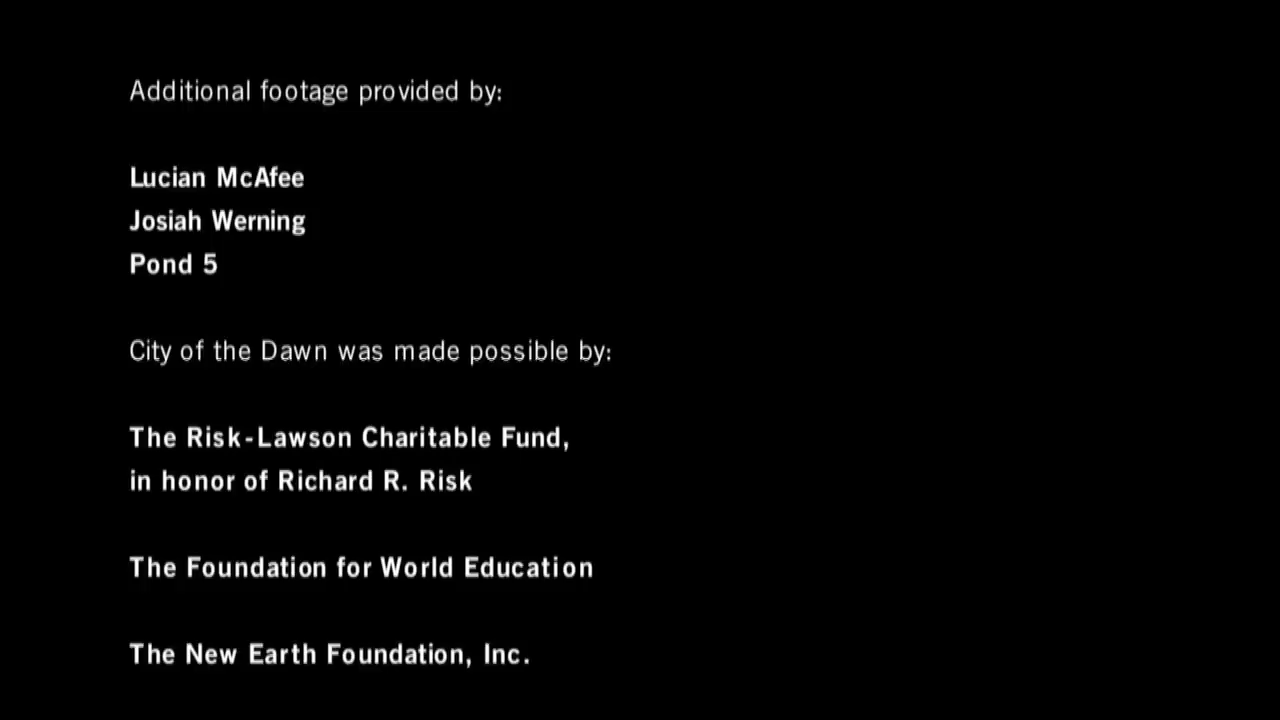 Additional footage provided by:
Lucian McAfee
Josiah Werning
Pond 5
City of the Dawn was made possible by:
The Risk-Lawson Charitable Fund,
in honor of Richard R. Risk
The Foundation for World Education
The New Earth Foundation, Inc.